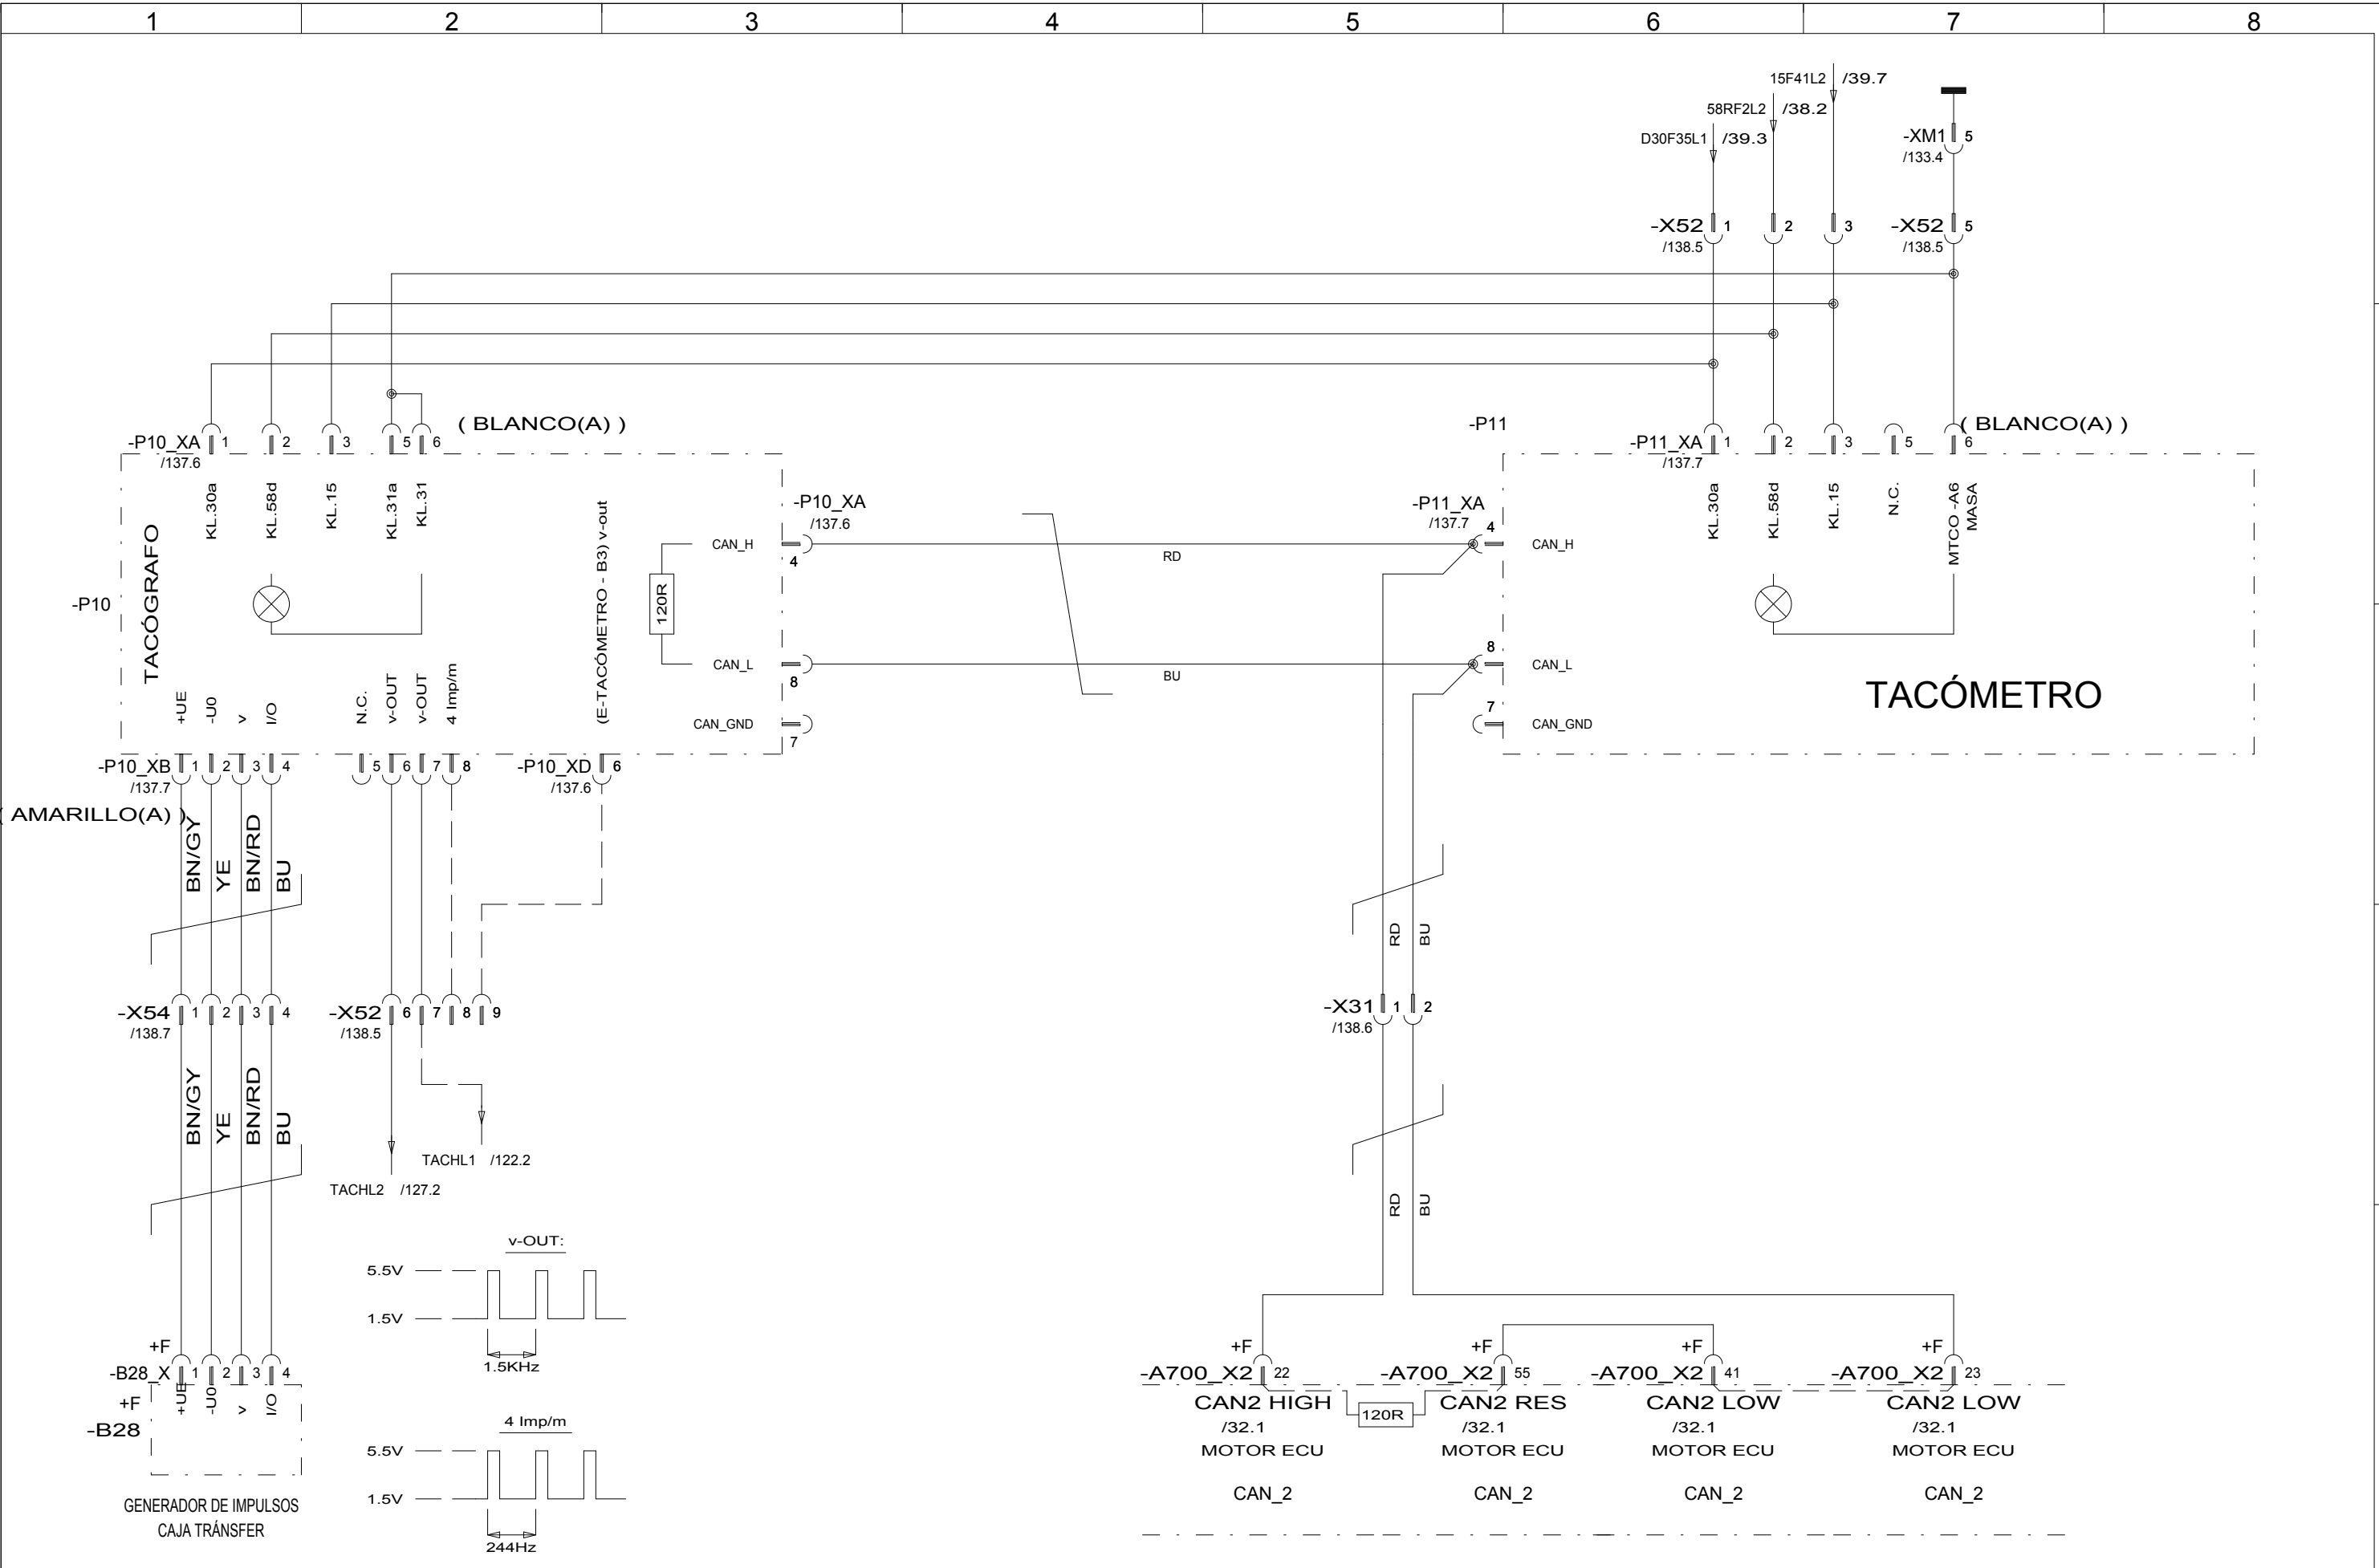 1 2 3 4 5 6 7 8
15F41L2 /39.7
58RF2L2 /38.2
D30F35L1 /39.3
-XM1 5
/133.4
-X52 1 2 3 -X52 5
/138.5 /138.5
( BLANCO(A) ) -P11 ( BLANCO(A) )
-P10_XA 1 2 3 5 6 -P11_XA 1 2 3 5 6
/137.6 /137.7
KL.30a KL.58d KL.15 KL.31a KL.31
KL.30a KL.58d KL.15 N.C. MTCO -A6
MASA
-P10_XA -P11_XA
/137.6 /137.7
TACÓGRAFO
-P10
(E-TACÓMETRO - B3) v-out
120R
CAN_H 4 RD 4 CAN_H
CAN_L 8 BU 8 CAN_L
CAN_GND 7 7 CAN_GND
TACÓMETRO
+UE -U0 v I/O N.C. v-OUT v-OUT 4 Imp/m
-P10_XB 1 2 3 4 5 6 7 8 -P10_XD 6
/137.7 /137.6
( AMARILLO(A) )
BN/GY YE BN/RD BU
RD BU
-X54 1 2 3 4 -X52 6 7 8 9 -X31 1 2
/138.7 /138.5 /138.6
BN/GY YE BN/RD BU
TACHL1 /122.2
TACHL2 /127.2
RD BU
v-OUT:
5.5V
1.5V
1.5KHz
+F +F +F +F +F
-B28_X 1 2 3 4 -A700_X2 22 -A700_X2 55 -A700_X2 41 -A700_X2 23
+UE -U0 v I/O
+F
-B28
CAN2 HIGH 120R CAN2 RES CAN2 LOW CAN2 LOW
/32.1 /32.1 /32.1 /32.1
MOTOR ECU MOTOR ECU MOTOR ECU MOTOR ECU
CAN_2 CAN_2 CAN_2 CAN_2
4 Imp/m
5.5V
1.5V
244Hz
GENERADOR DE IMPULSOS
CAJA TRÁNSFER